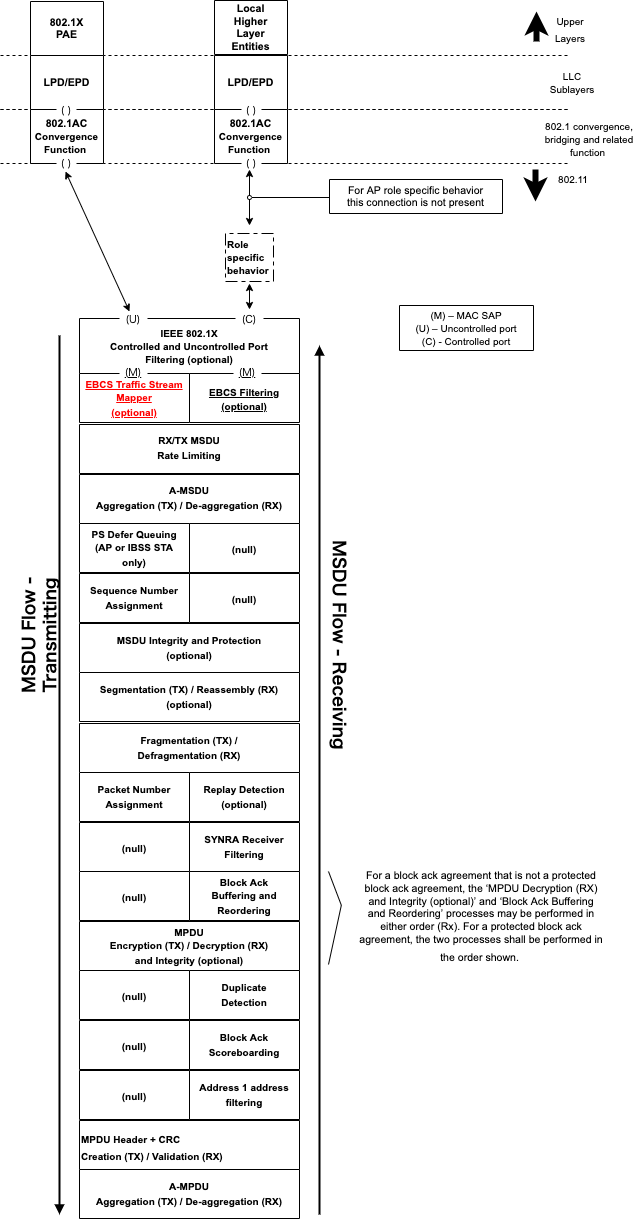 802.1X
PAE
Local
Higher
Layer
Entities
Upper
Layers
LPD/EPD
LPD/EPD
LLC
Sublayers
( )
( )
802.1AC
Convergence
Function
802.1AC
Convergence
Function
802.1 convergence,
bridging and related
function
( )
( )
802.11
For AP role specific behavior
this connection is not present
Role
specific
behavior
(U)
(C)
(M) – MAC SAP
(U) – Uncontrolled port
(C) - Controlled port
IEEE 802.1X
Controlled and Uncontrolled Port
Filtering (optional)
(M)
(M)
EBCS Traffic Stream
Mapper
(optional)
EBCS Filtering
(optional)
RX/TX MSDU
Rate Limiting
A-MSDU
Aggregation (TX) / De-aggregation (RX)
PS Defer Queuing
(AP or IBSS STA
only)
(null)
Sequence Number
Assignment
(null)
MSDU Flow -
Transmitting
MSDU Flow - Receiving
MSDU Integrity and Protection
(optional)
Segmentation (TX) / Reassembly (RX)
(optional)
Fragmentation (TX) /
Defragmentation (RX)
Packet Number
Assignment
Replay Detection
(optional)
(null)
SYNRA Receiver
Filtering
(null)
Block Ack
Buffering and
Reordering
For a block ack agreement that is not a protected
block ack agreement, the ‘MPDU Decryption (RX)
and Integrity (optional)’ and ‘Block Ack Buffering
and Reordering’ processes may be performed in
either order (Rx). For a protected block ack
agreement, the two processes shall be performed in
the order shown.
MPDU
Encryption (TX) / Decryption (RX)
and Integrity (optional)
(null)
Duplicate
Detection
(null)
Block Ack
Scoreboarding
(null)
Address 1 address
filtering
MPDU Header + CRC
Creation (TX) / Validation (RX)
A-MPDU
Aggregation (TX) / De-aggregation (RX)